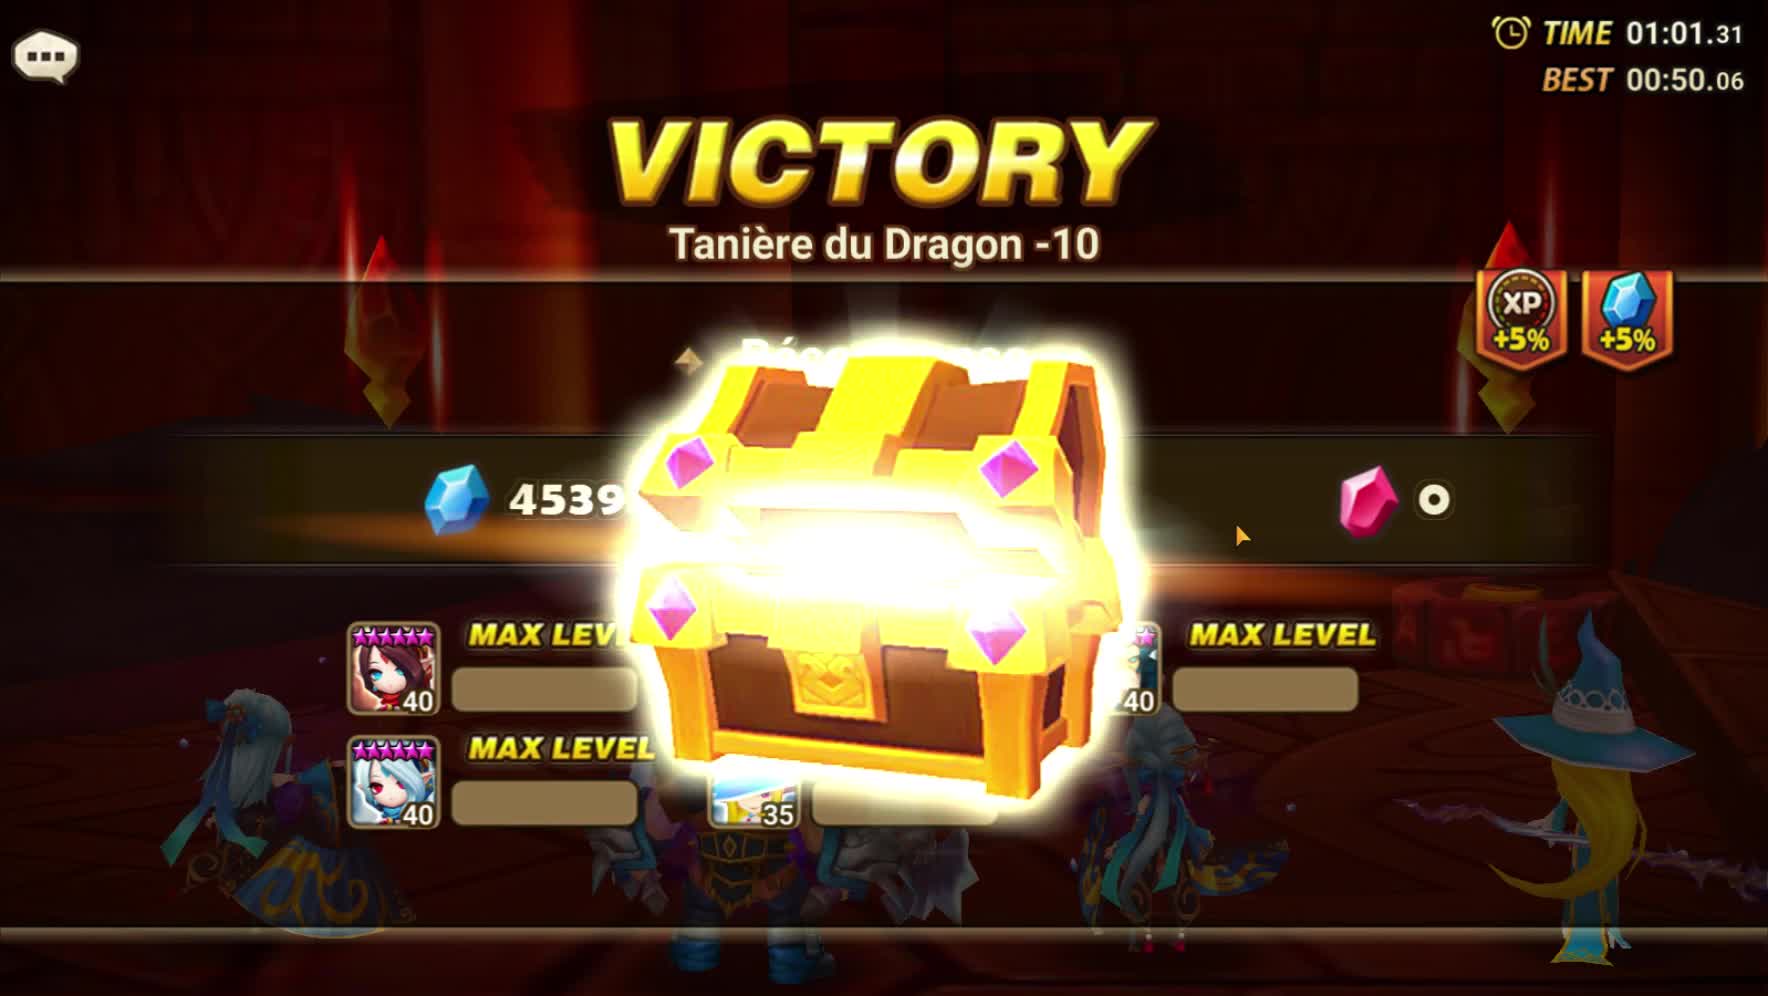 TIME 01:01.31
BEST 00:50.06
VICTORY
Tanière du Dragon -10
XP
+5%
+5%
4539
0
MAX LEVEL
40
MAX LEVEL
40
MAX LEVEL
40
35